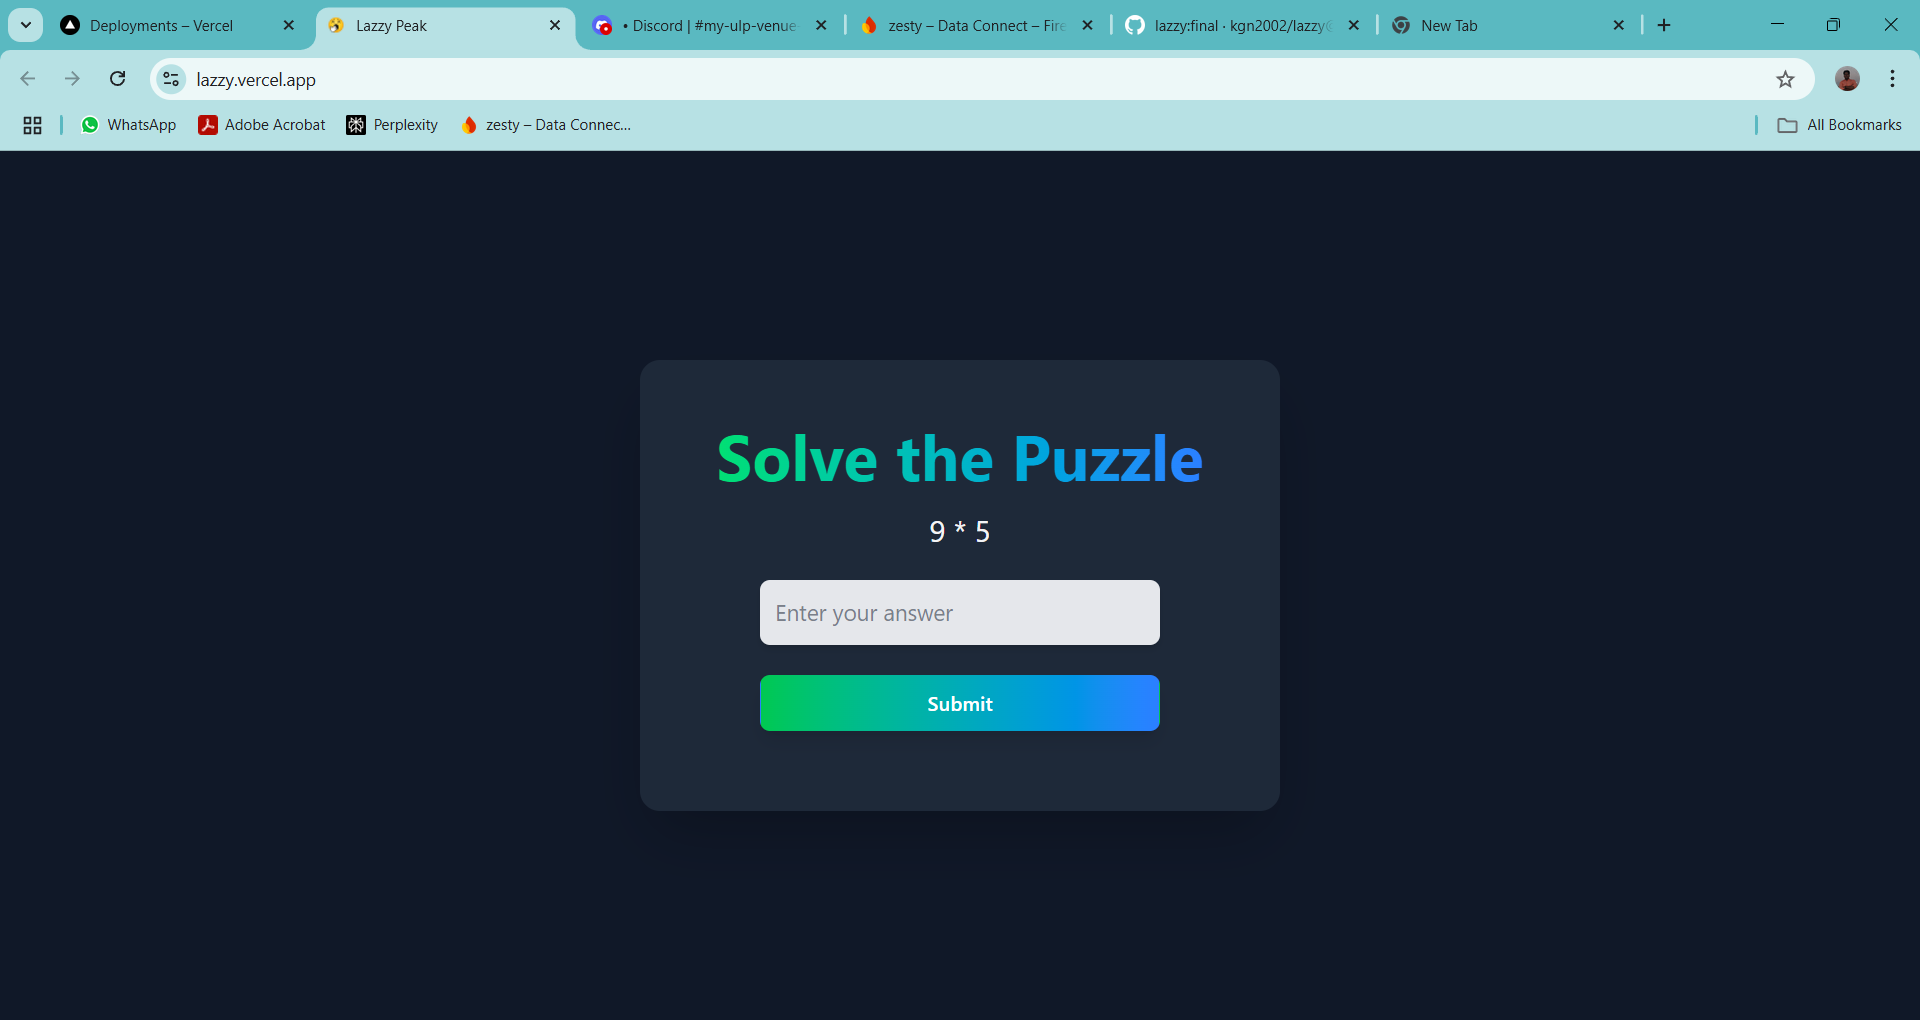 Deployments – Vercel
Lazzy Peak
• Discord | #my-ulp-venue
zesty – Data Connect – Fire
lazzy:final · kgn2002/lazzy@
New Tab
lazzy.vercel.app
WhatsApp
Adobe Acrobat
Perplexity
zesty – Data Connec...
All Bookmarks
Solve the Puzzle
9 * 5
Enter your answer
Submit